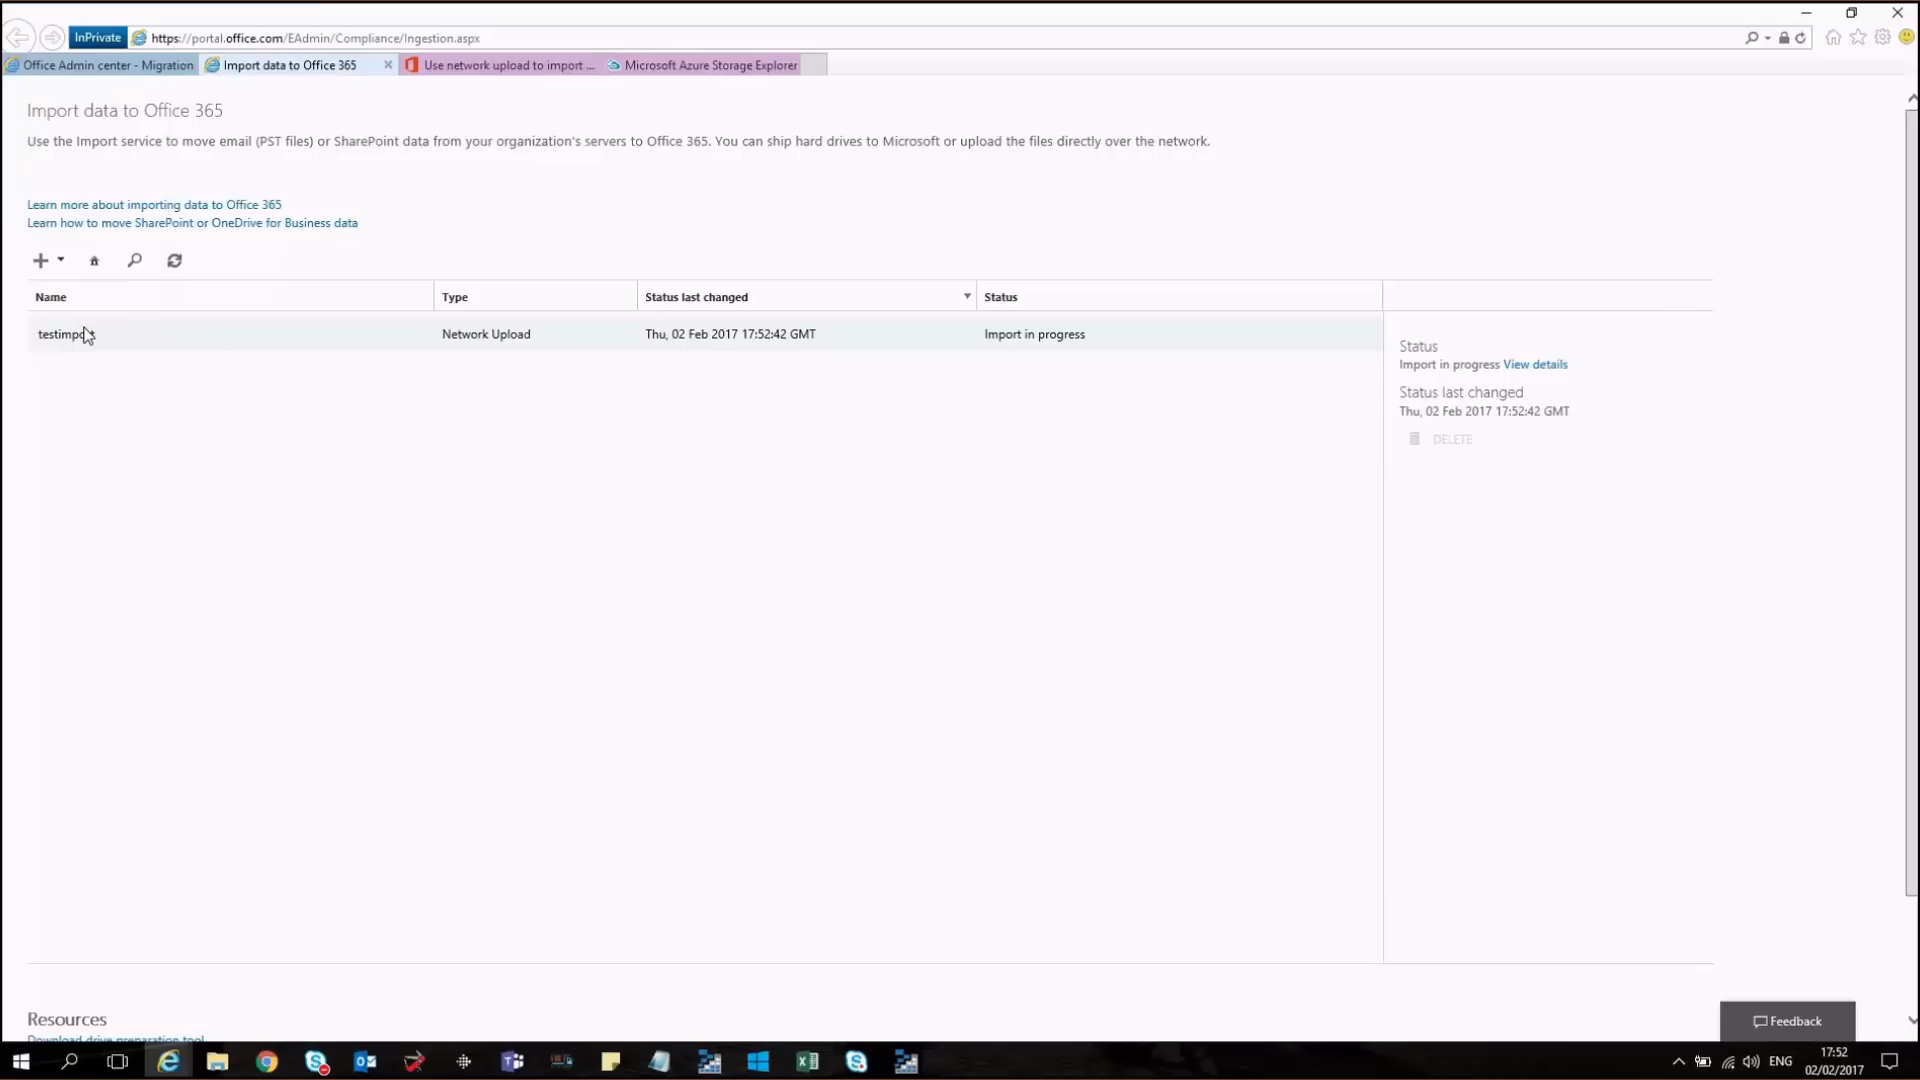 InPrivate https://portal.office.com/EAdmin/Compliance/Ingestion.aspx
Office Admin center - Migration Import data to Office 365 Use network upload to import ... Microsoft Azure Storage Explorer
Import data to Office 365
Use the Import service to move email (PST files) or SharePoint data from your organization's servers to Office 365. You can ship hard drives to Microsoft or upload the files directly over the network.
Learn more about importing data to Office 365
Learn how to move SharePoint or OneDrive for Business data
Name Type Status last changed Status
testimport Network Upload Thu, 02 Feb 2017 17:52:42 GMT Import in progress
Status
Import in progress View details
Status last changed
Thu, 02 Feb 2017 17:52:42 GMT
DELETE
Resources
Download drive preparation tool
Feedback
ENG 17:52
02/02/2017